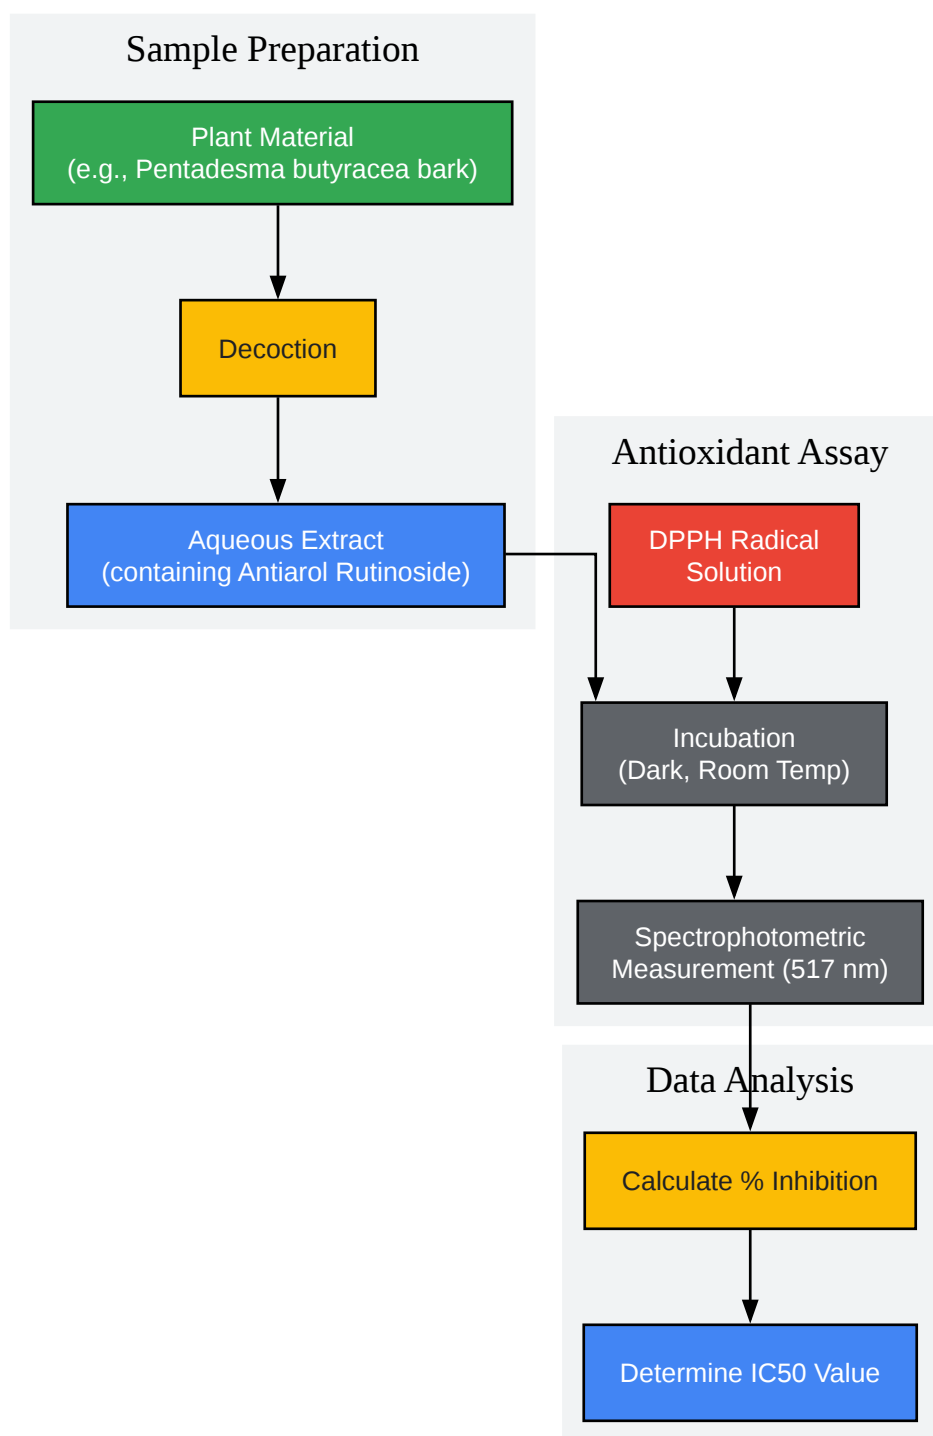 Sample Preparation
Plant Material
(e.g., Pentadesma butyracea bark)
Decoction
Aqueous Extract
(containing Antiarol Rutinoside)
Antioxidant Assay
DPPH Radical
Solution
Incubation
(Dark, Room Temp)
Spectrophotometric
Measurement (517 nm)
Data Analysis
Calculate % Inhibition
Determine IC50 Value